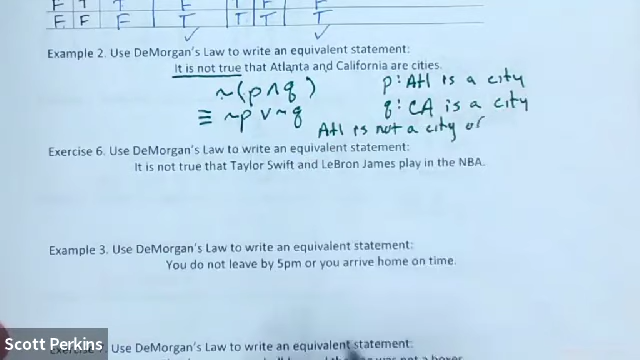 F T T F T F F
F F F T T T T
Example 2. Use DeMorgan's Law to write an equivalent statement:
It is not true that Atlanta and California are cities.
~(p∧q) p: Atl is a city
≡ ~p ∨ ~q q: CA is a city
Atl is not a city or
Exercise 6. Use DeMorgan's Law to write an equivalent statement:
It is not true that Taylor Swift and LeBron James play in the NBA.
Example 3. Use DeMorgan's Law to write an equivalent statement:
You do not leave by 5pm or you arrive home on time.
Use DeMorgan's Law to write an equivalent statement:
Scott Perkins